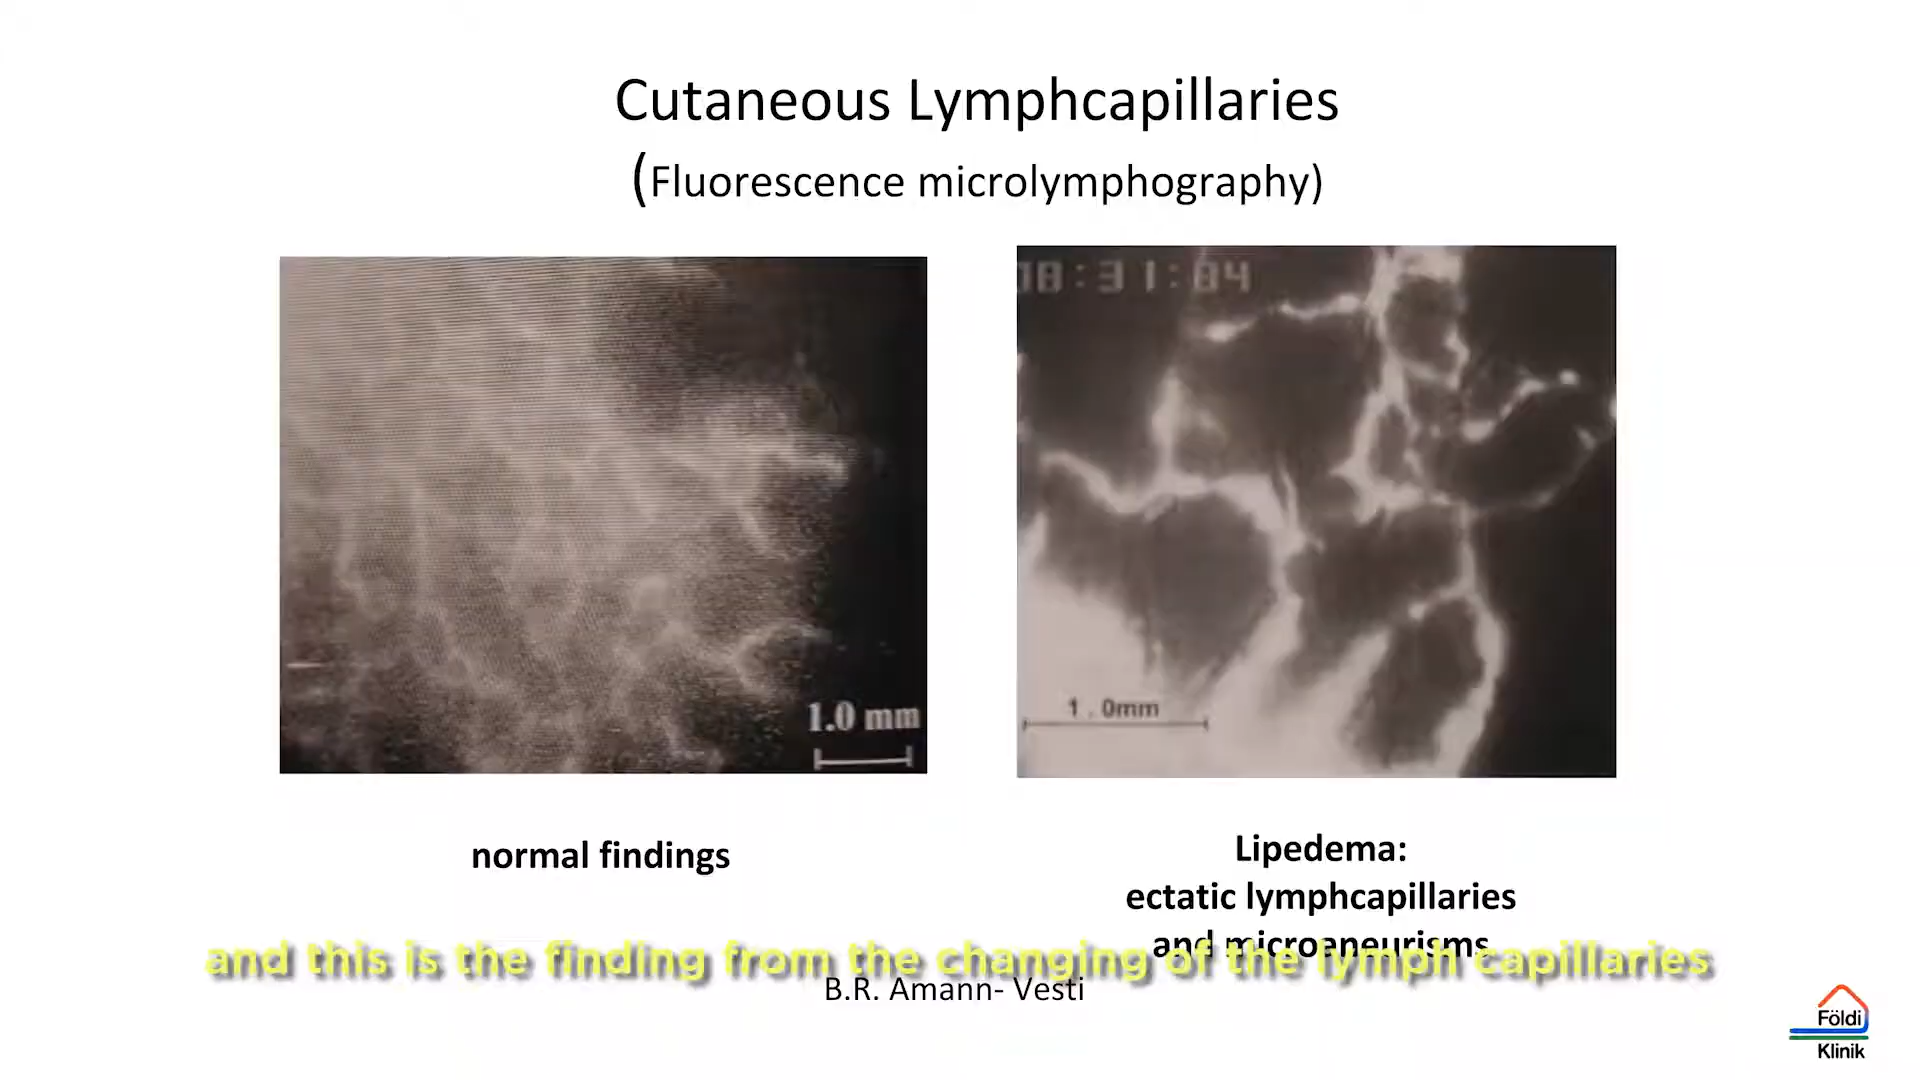 Cutaneous Lymphcapillaries
(Fluorescence microlymphography)
18:31:04
1.0 mm
1.0mm
normal findings
Lipedema:
ectatic lymphcapillaries
and microaneurisms
and this is the finding from the changing of the lymph capillaries
B.R. Amann- Vesti
Földi
Klinik